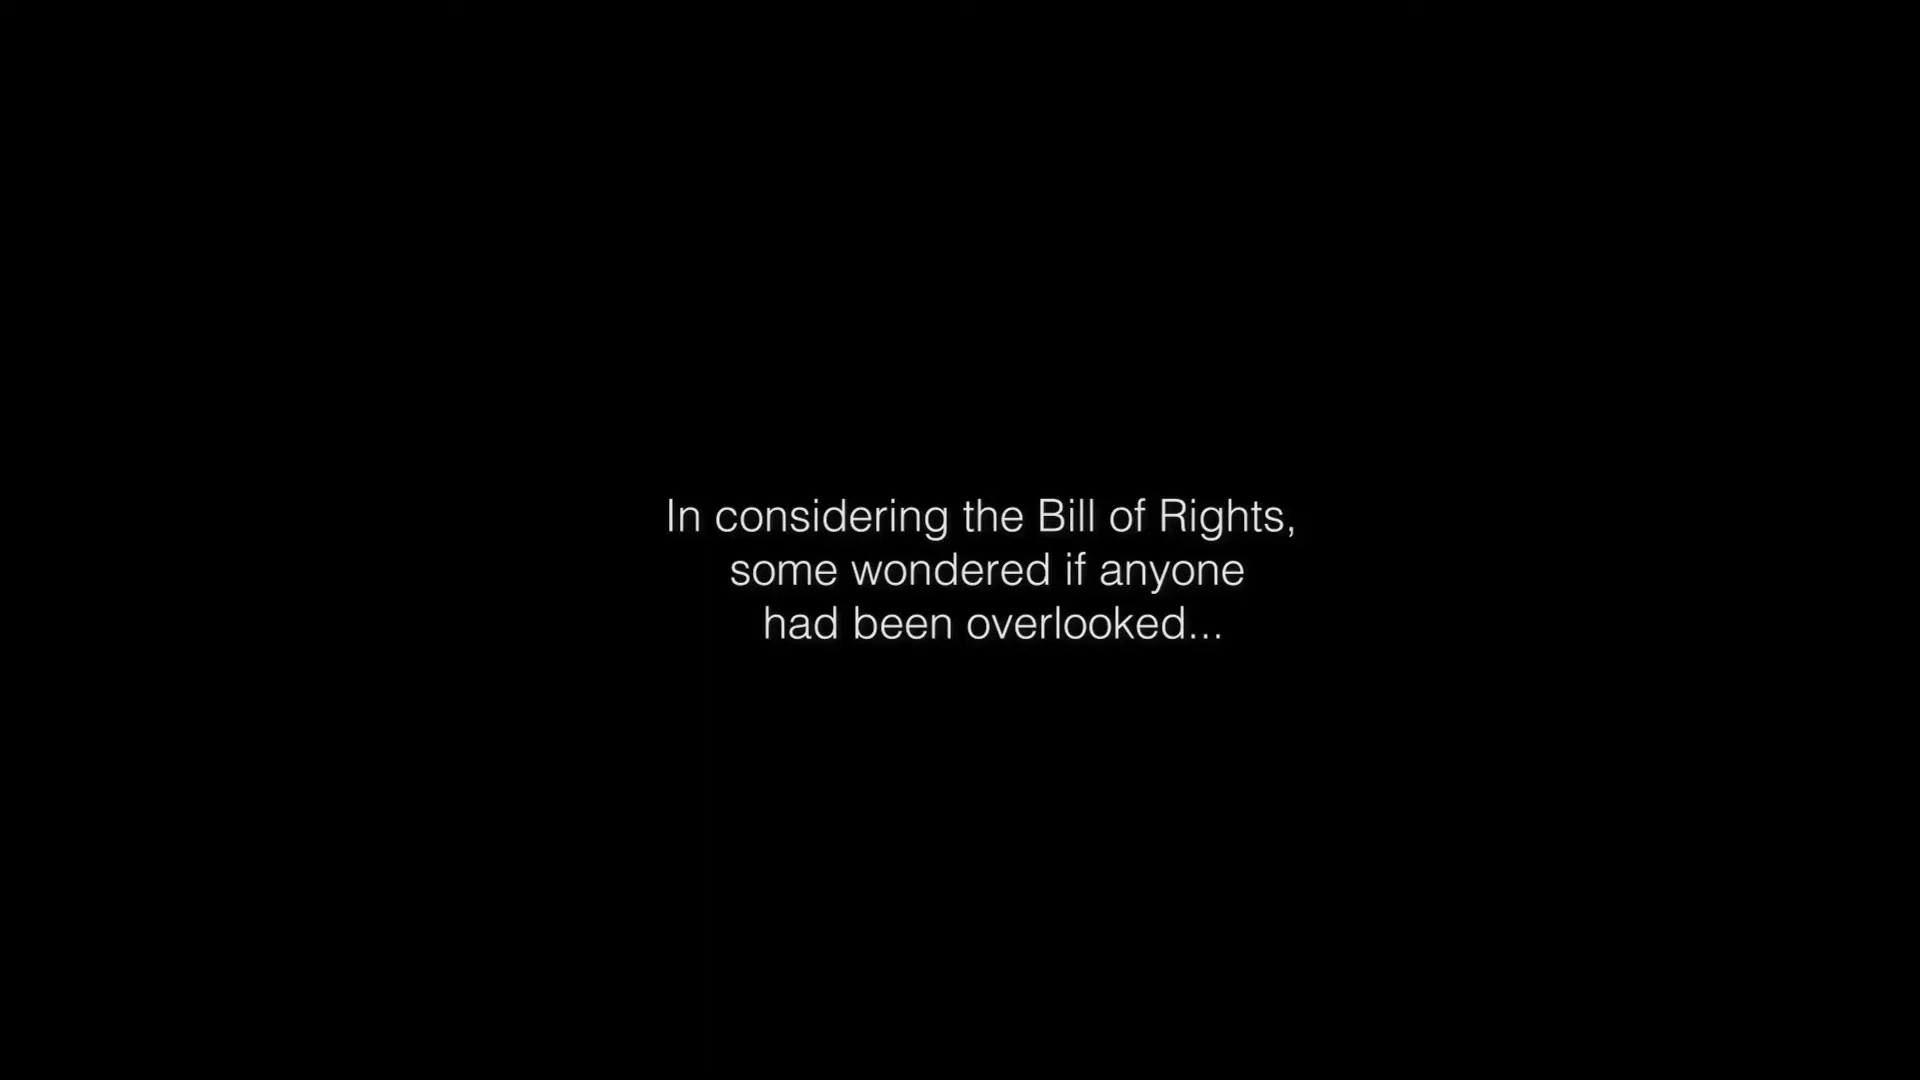 In considering the Bill of Rights,
some wondered if anyone
had been overlooked...